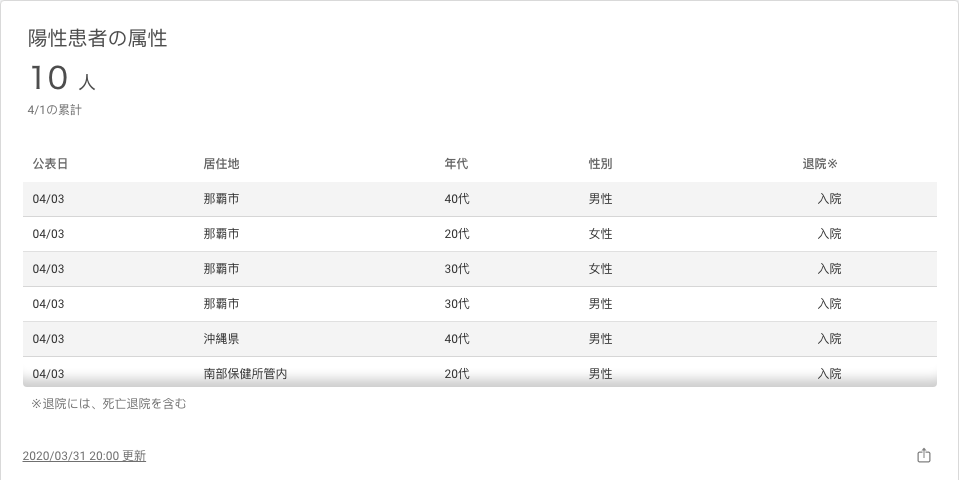 陽性患者の属性
10 人
4/1の累計
公表日 居住地 年代 性別 退院※
04/03 那覇市 40代 男性 入院
04/03 那覇市 20代 女性 入院
04/03 那覇市 30代 女性 入院
04/03 那覇市 30代 男性 入院
04/03 沖縄県 40代 男性 入院
04/03 南部保健所管内 20代 男性 入院
※退院には、死亡退院を含む
2020/03/31 20:00 更新